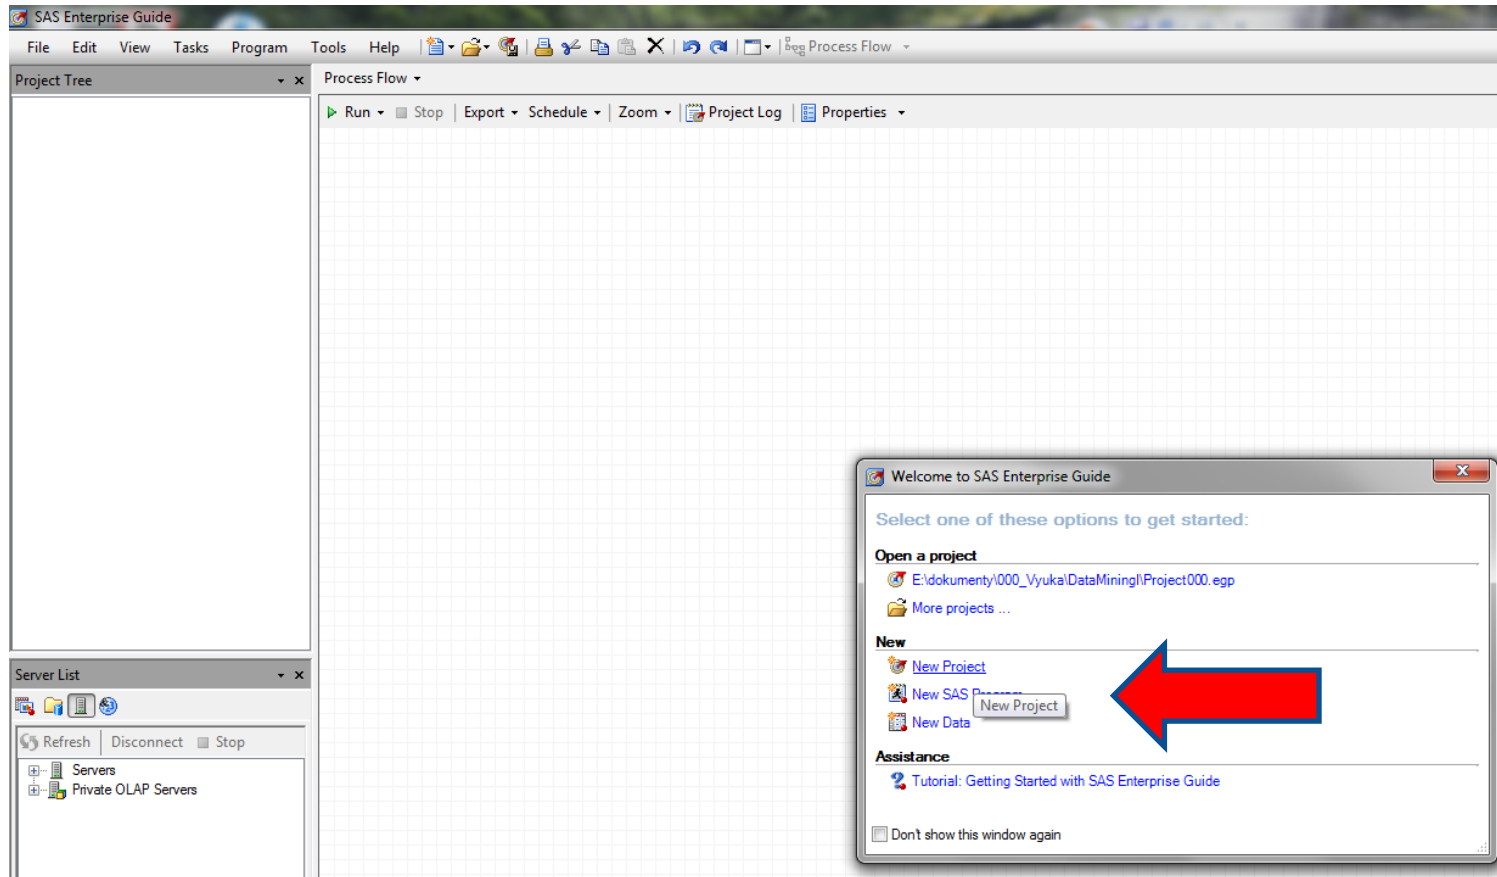 SAS Enterprise Guide
File Edit View Tasks Program Tools Help Process Flow
Project Tree
Process Flow
Run Stop Export Schedule Zoom Project Log Properties
Welcome to SAS Enterprise Guide
Select one of these options to get started:
Open a project
E:\dokumenty\000_Vyuka\DataMiningI\Project000.egp
More projects ...
New
New Project
New SAS Program
New Project
New Data
Assistance
Tutorial: Getting Started with SAS Enterprise Guide
Don't show this window again
Server List
Refresh Disconnect Stop
Servers
Private OLAP Servers